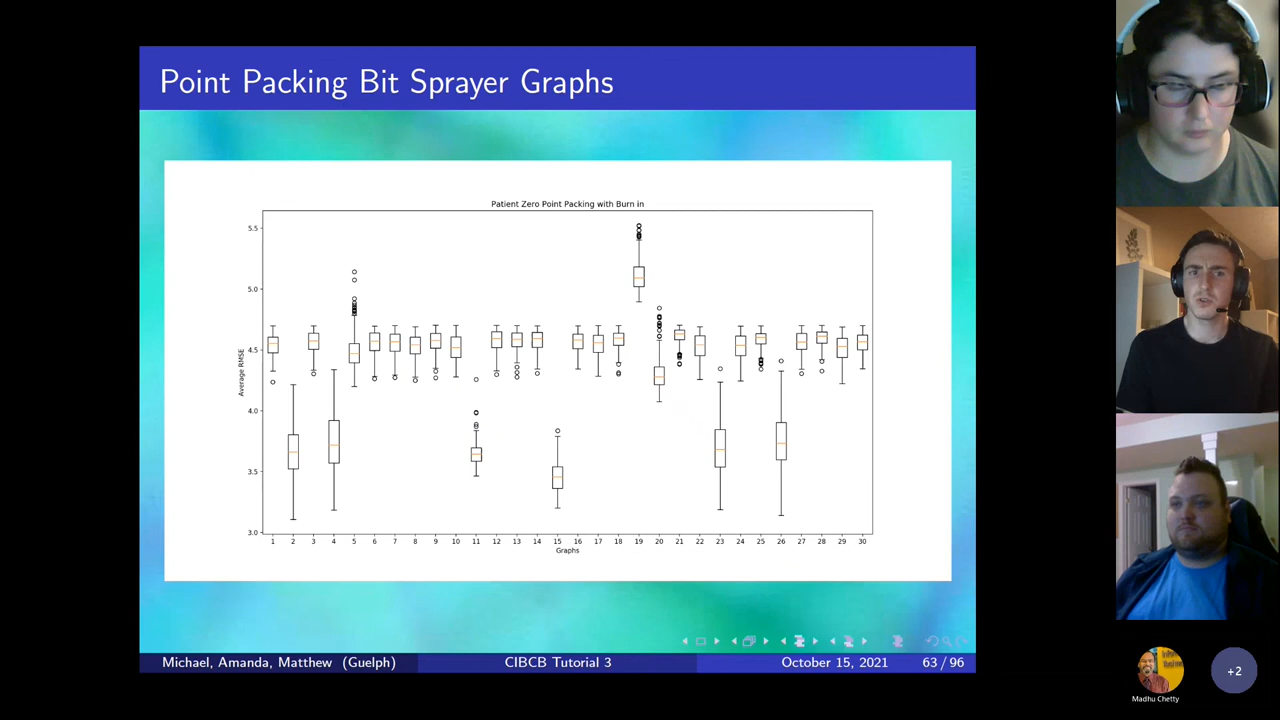 Point Packing Bit Sprayer Graphs
Patient Zero Point Packing with Burn in
5.5
5.0
4.5
4.0
3.5
3.0
Average RMSE
1 2 3 4 5 6 7 8 9 10 11 12 13 14 15 16 17 18 19 20 21 22 23 24 25 26 27 28 29 30
Graphs
Michael, Amanda, Matthew (Guelph) CIBCB Tutorial 3 October 15, 2021 63 / 96
Madhu Chetty
+2